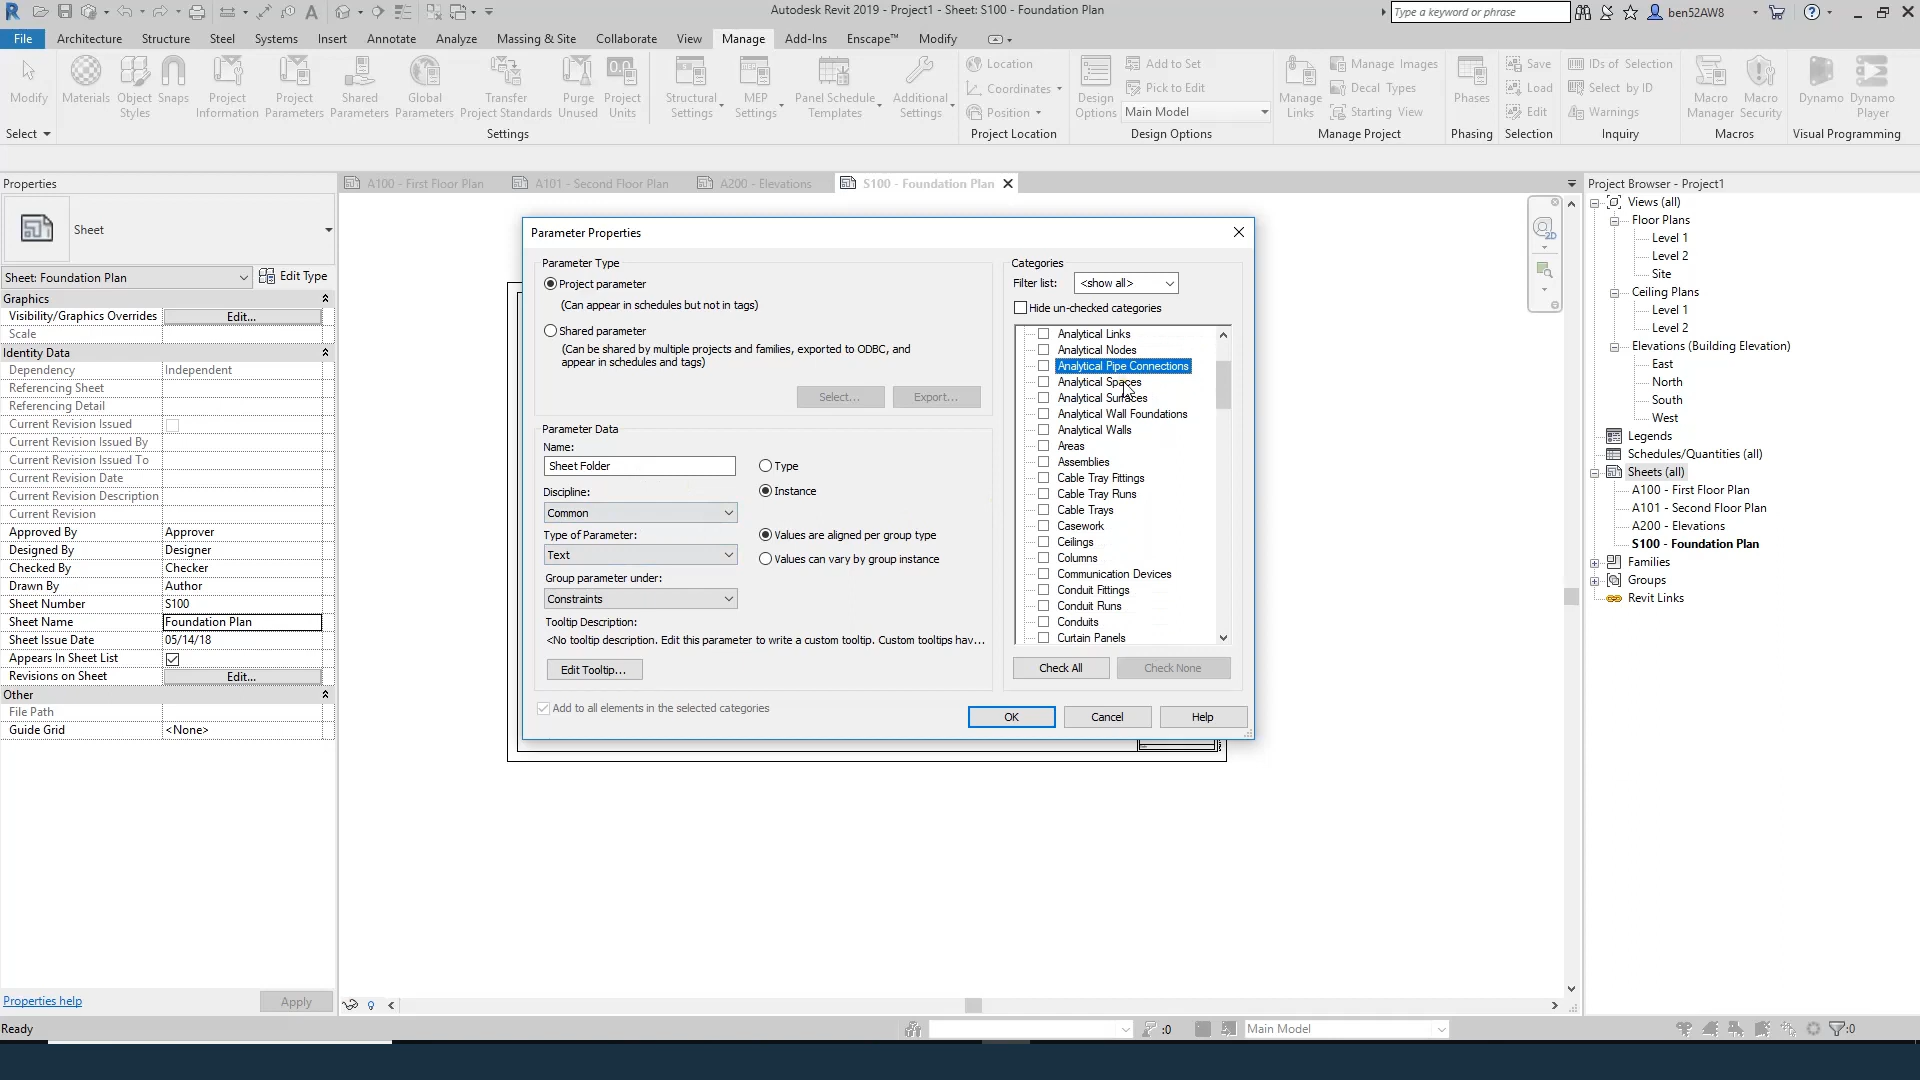 Autodesk Revit 2019 - Project1 - Sheet: S100 - Foundation Plan
Type a keyword or phrase
ben52AW8
File Architecture Structure Steel Systems Insert Annotate Analyze Massing & Site Collaborate View Manage Add-Ins Enscape™ Modify
Modify
Materials
Object Styles
Snaps
Project Information
Project Parameters
Shared Parameters
Global Parameters
Transfer Project Standards
Purge Unused
Project Units
Structural Settings
MEP Settings
Panel Schedule Templates
Additional Settings
Location
Coordinates
Position
Design Options
Add to Set
Pick to Edit
Main Model
Manage Links
Manage Images
Decal Types
Starting View
Phases
Save
Load
Edit
IDs of Selection
Select by ID
Warnings
Macro Manager
Macro Security
Dynamo
Dynamo Player
Select
Settings
Project Location
Design Options
Manage Project
Phasing
Selection
Inquiry
Macros
Visual Programming
Properties
Sheet
Sheet: Foundation Plan
Edit Type
Graphics
Visibility/Graphics Overrides Edit...
Scale
Identity Data
Dependency Independent
Referencing Sheet
Referencing Detail
Current Revision Issued
Current Revision Issued By
Current Revision Issued To
Current Revision Date
Current Revision Description
Current Revision
Approved By Approver
Designed By Designer
Checked By Checker
Drawn By Author
Sheet Number S100
Sheet Name Foundation Plan
Sheet Issue Date 05/14/18
Appears In Sheet List
Revisions on Sheet Edit...
Other
File Path
Guide Grid <None>
Properties help
Apply
A100 - First Floor Plan
A101 - Second Floor Plan
A200 - Elevations
S100 - Foundation Plan
Parameter Properties
Parameter Type
Project parameter
(Can appear in schedules but not in tags)
Shared parameter
(Can be shared by multiple projects and families, exported to ODBC, and
appear in schedules and tags)
Select...
Export...
Parameter Data
Name:
Sheet Folder
Type
Discipline:
Instance
Common
Type of Parameter:
Values are aligned per group type
Text
Values can vary by group instance
Group parameter under:
Constraints
Tooltip Description:
<No tooltip description. Edit this parameter to write a custom tooltip. Custom tooltips hav...
Edit Tooltip...
Add to all elements in the selected categories
Categories
Filter list: <show all>
Hide un-checked categories
Analytical Links
Analytical Nodes
Analytical Pipe Connections
Analytical Spaces
Analytical Surfaces
Analytical Wall Foundations
Analytical Walls
Areas
Assemblies
Cable Tray Fittings
Cable Tray Runs
Cable Trays
Casework
Ceilings
Columns
Communication Devices
Conduit Fittings
Conduit Runs
Conduits
Curtain Panels
Check All
Check None
OK
Cancel
Help
2D
Project Browser - Project1
Views (all)
Floor Plans
Level 1
Level 2
Site
Ceiling Plans
Level 1
Level 2
Elevations (Building Elevation)
East
North
South
West
Legends
Schedules/Quantities (all)
Sheets (all)
A100 - First Floor Plan
A101 - Second Floor Plan
A200 - Elevations
S100 - Foundation Plan
Families
Groups
Revit Links
Ready
:0
Main Model
:0